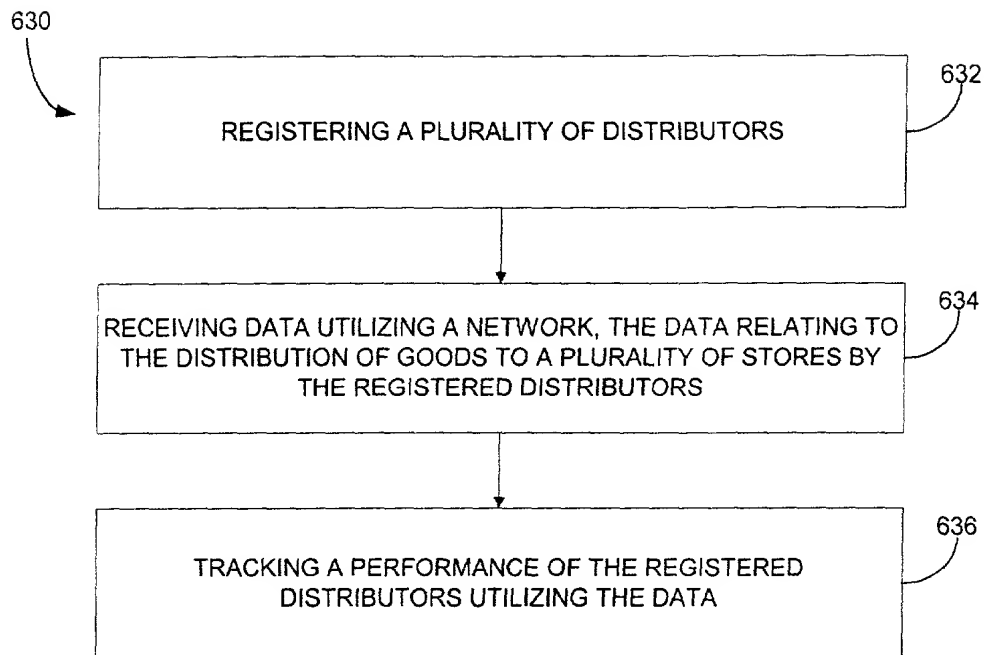 630
632
REGISTERING A PLURALITY OF DISTRIBUTORS
634
RECEIVING DATA UTILIZING A NETWORK, THE DATA RELATING TO
THE DISTRIBUTION OF GOODS TO A PLURALITY OF STORES BY
THE REGISTERED DISTRIBUTORS
636
TRACKING A PERFORMANCE OF THE REGISTERED
DISTRIBUTORS UTILIZING THE DATA